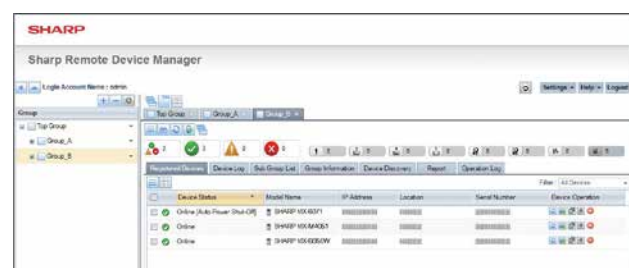 SHARP
Sharp Remote Device Manager
Login Account Name : admin
Settings Help Logout
Group
Top Group
Group_A
Group_B
Top Group Group_A Group_B
Registered Devices Device Log Sub Group List Group Information Device Discovery Report Operation Log
Filter : All Devices
Device Status Model Name IP Address Location Serial Number Device Operation
Online [Auto Power Shut-Off] SHARP MX-6071
Online SHARP MX-M4051
Online SHARP